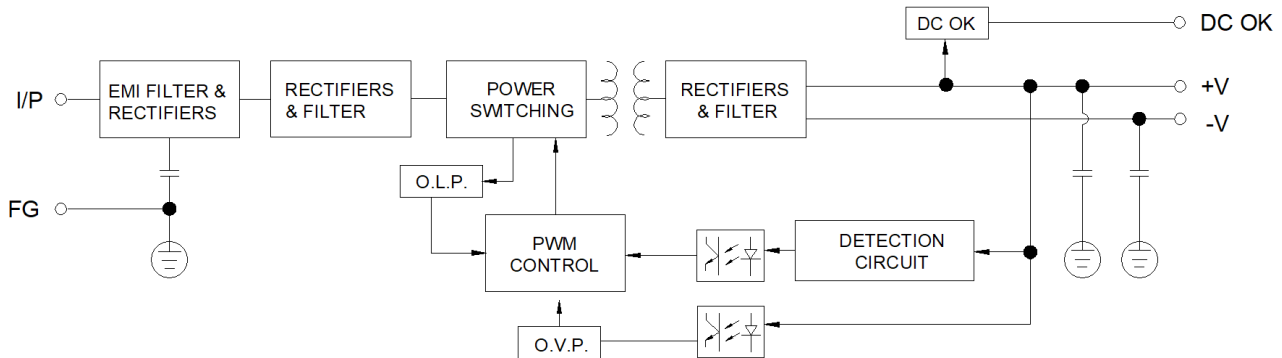 DC OK
DC OK
I/P
EMI FILTER &
RECTIFIERS
RECTIFIERS
& FILTER
POWER
SWITCHING
RECTIFIERS
& FILTER
+V
-V
O.L.P.
FG
PWM
CONTROL
DETECTION
CIRCUIT
O.V.P.